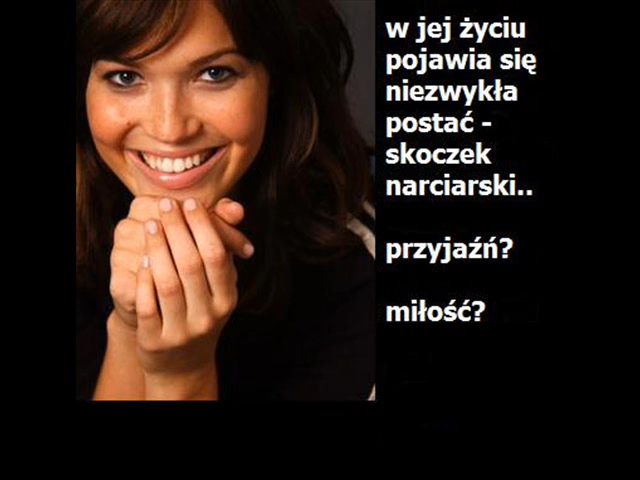 w jej życiu
pojawia się
niezwykła
postać -
skoczek
narciarski..
przyjaźń?
miłość?